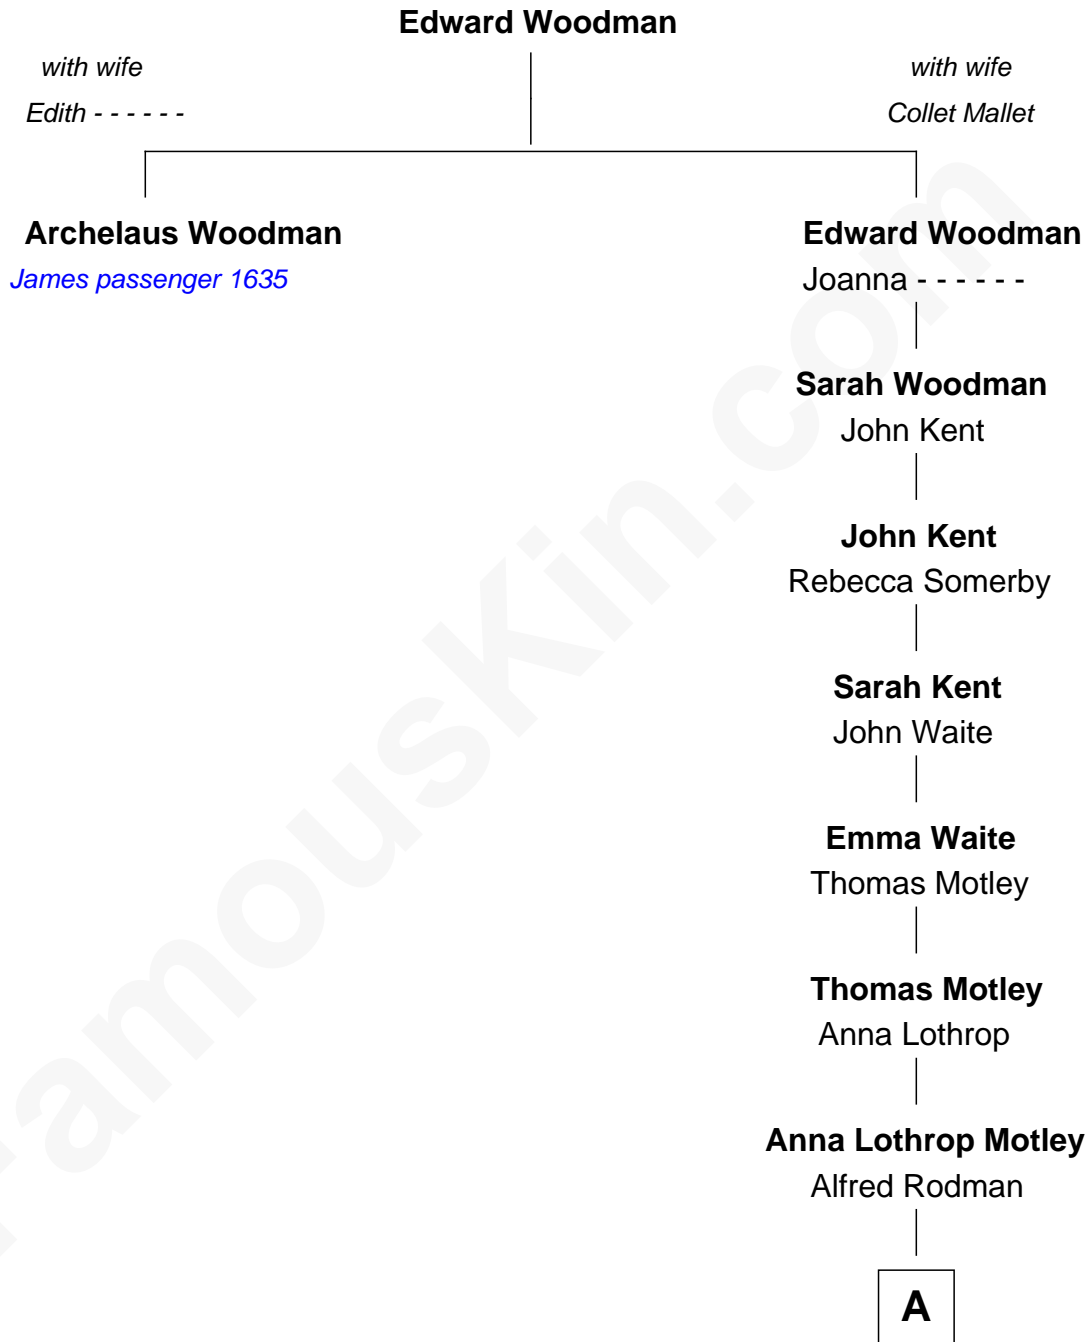 Edward Woodman
with wife
Edith - - - - - -
with wife
Collet Mallet
Archelaus Woodman
James passenger 1635
Edward Woodman
Joanna - - - - - -
Sarah Woodman
John Kent
John Kent
Rebecca Somerby
Sarah Kent
John Waite
Emma Waite
Thomas Motley
Thomas Motley
Anna Lothrop
Anna Lothrop Motley
Alfred Rodman
A
FamousKin.com